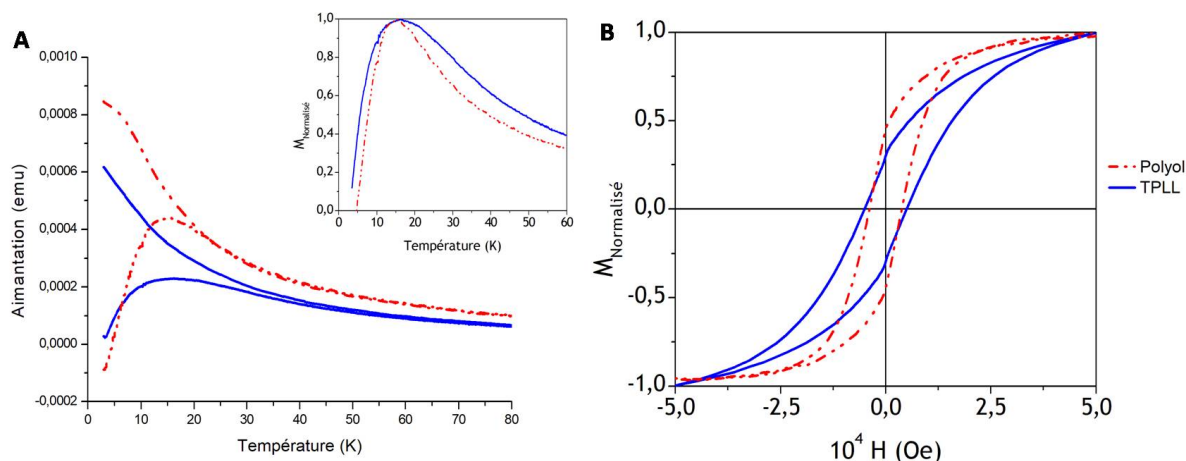 A
Aimantation (emu)
0,0010
0,0008
0,0006
0,0004
0,0002
0,0000
-0,0002
0 10 20 30 40 50 60 70 80
Température (K)
M Normalisé
1,0
0,8
0,6
0,4
0,2
0,0
0 10 20 30 40 50 60
Température (K)
B
M Normalisé
1,0
0,5
0,0
-0,5
-1,0
-5,0 -2,5 0,0 2,5 5,0
10⁴ H (Oe)
Polyol
TPLL